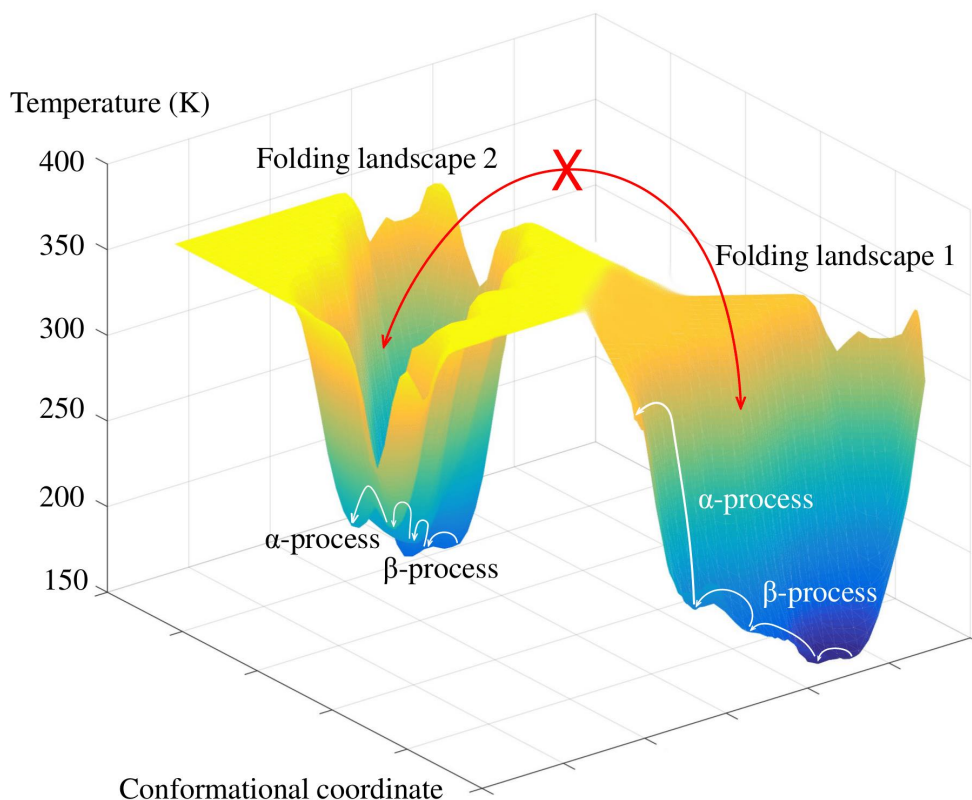 Temperature (K)
400
350
300
250
200
150
Folding landscape 2
X
Folding landscape 1
α-process
β-process
α-process
β-process
Conformational coordinate